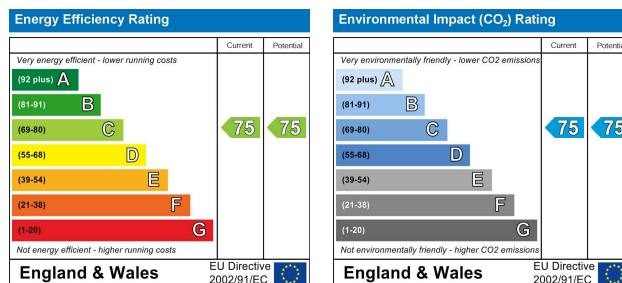 Energy Efficiency Rating
Current Potential
Very energy efficient - lower running costs
(92 plus) A
(81-91) B
(69-80) C 75 75
(55-68) D
(39-54) E
(21-38) F
(1-20) G
Not energy efficient - higher running costs
England & Wales
EU Directive
2002/91/EC
Environmental Impact (CO₂) Rating
Current Potentia
Very environmentally friendly - lower CO2 emissions
(92 plus) A
(81-91) B
(69-80) C 75 75
(55-68) D
(39-54) E
(21-38) F
(1-20) G
Not environmentally friendly - higher CO2 emissions
England & Wales
EU Directive
2002/91/EC